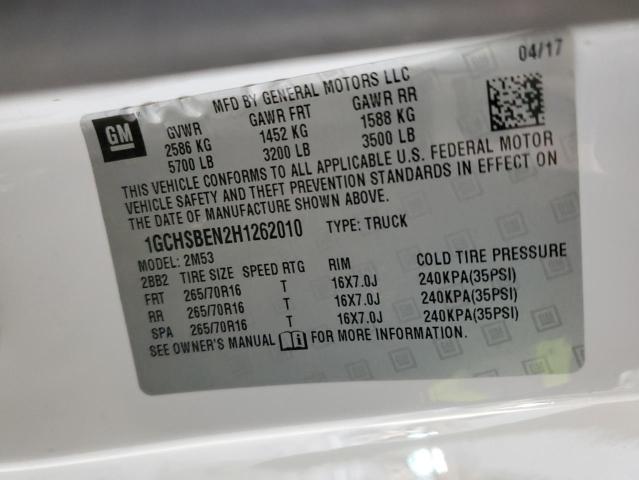 04/17
MFD BY GENERAL MOTORS LLC
GM
GVWR GAWR FRT GAWR RR
2586 KG 1452 KG 1588 KG
5700 LB 3200 LB 3500 LB
THIS VEHICLE CONFORMS TO ALL APPLICABLE U.S. FEDERAL MOTOR
VEHICLE SAFETY AND THEFT PREVENTION STANDARDS IN EFFECT ON
THE DATE OF MANUFACTURE SHOWN ABOVE.
1GCHSBEN2H1262010 TYPE: TRUCK
MODEL: 2M53
2BB2 TIRE SIZE SPEED RTG RIM COLD TIRE PRESSURE
FRT 265/70R16 T 16X7.0J 240KPA(35PSI)
RR 265/70R16 T 16X7.0J 240KPA(35PSI)
SPA 265/70R16 T 16X7.0J 240KPA(35PSI)
SEE OWNER'S MANUAL FOR MORE INFORMATION.